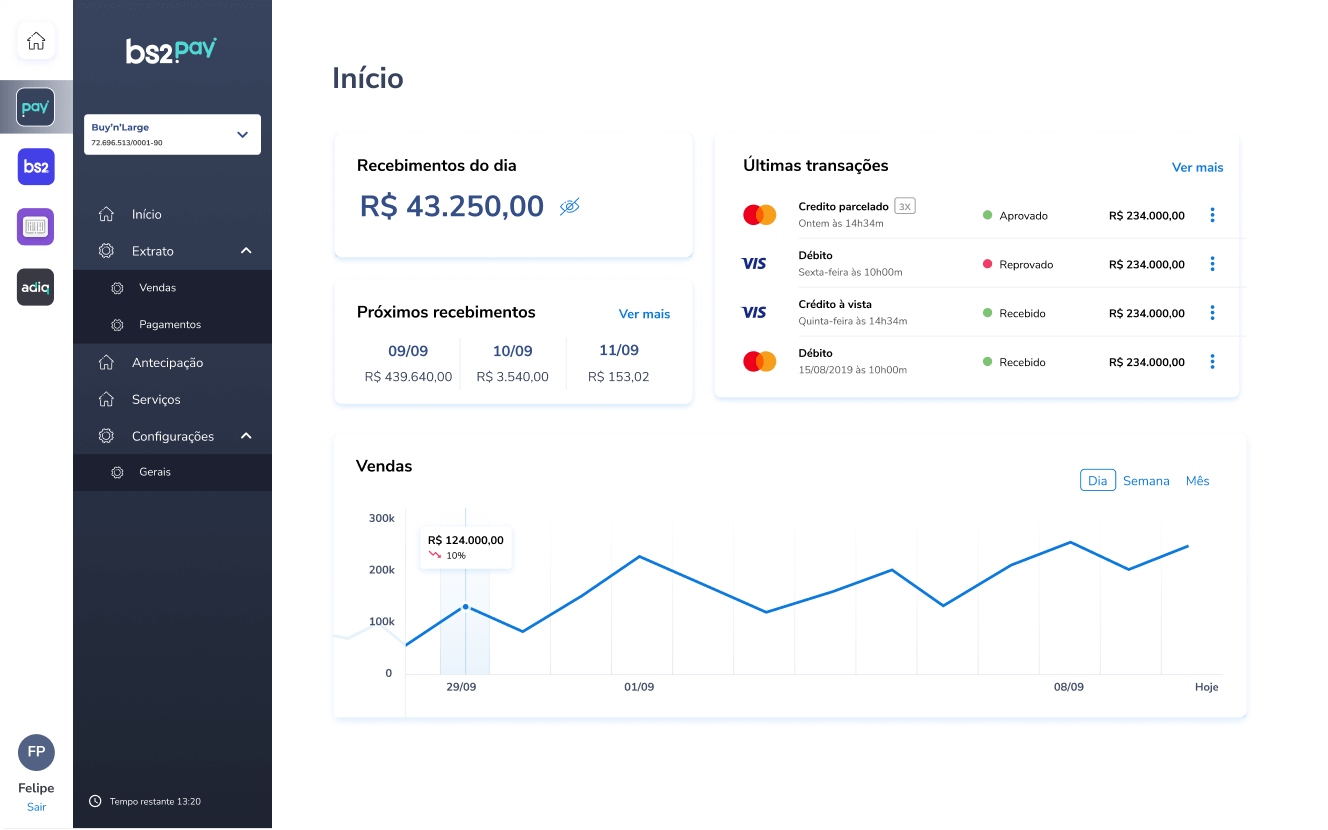 bs2.pay
pay
Buy'n'Large
72.696.513/0001-90
bs2
adiq
Início
Extrato
Vendas
Pagamentos
Antecipação
Serviços
Configurações
Gerais
FP
Felipe
Sair
Tempo restante 13:20
Início
Recebimentos do dia
R$ 43.250,00
Próximos recebimentos
Ver mais
09/09 10/09 11/09
R$ 439.640,00 R$ 3.540,00 R$ 153,02
Últimas transações
Ver mais
Credito parcelado 3X
Ontem às 14h34m
Aprovado
R$ 234.000,00
VIS
Débito
Sexta-feira às 10h00m
Reprovado
R$ 234.000,00
VIS
Crédito à vista
Quinta-feira às 14h34m
Recebido
R$ 234.000,00
Débito
15/08/2019 às 10h00m
Recebido
R$ 234.000,00
Vendas
Dia Semana Mês
300k
200k
100k
0
R$ 124.000,00
10%
29/09 01/09 08/09 Hoje